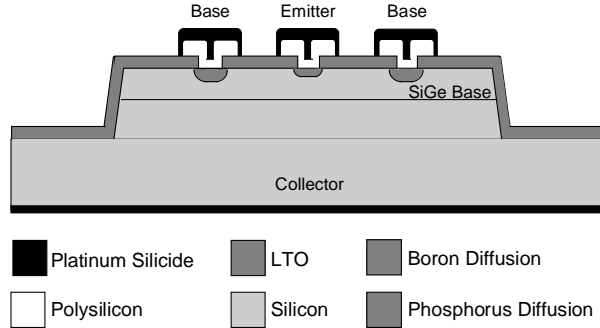 Base Emitter Base
SiGe Base
Collector
Platinum Silicide LTO Boron Diffusion
Polysilicon Silicon Phosphorus Diffusion